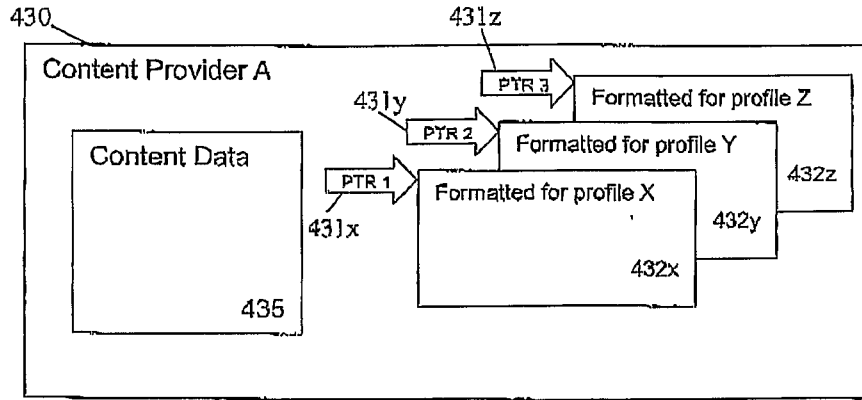 430
431z
Content Provider A
PTR 3
Formatted for profile Z
431y
PTR 2
Formatted for profile Y
Content Data
PTR 1
Formatted for profile X
432z
431x
432y
432x
435